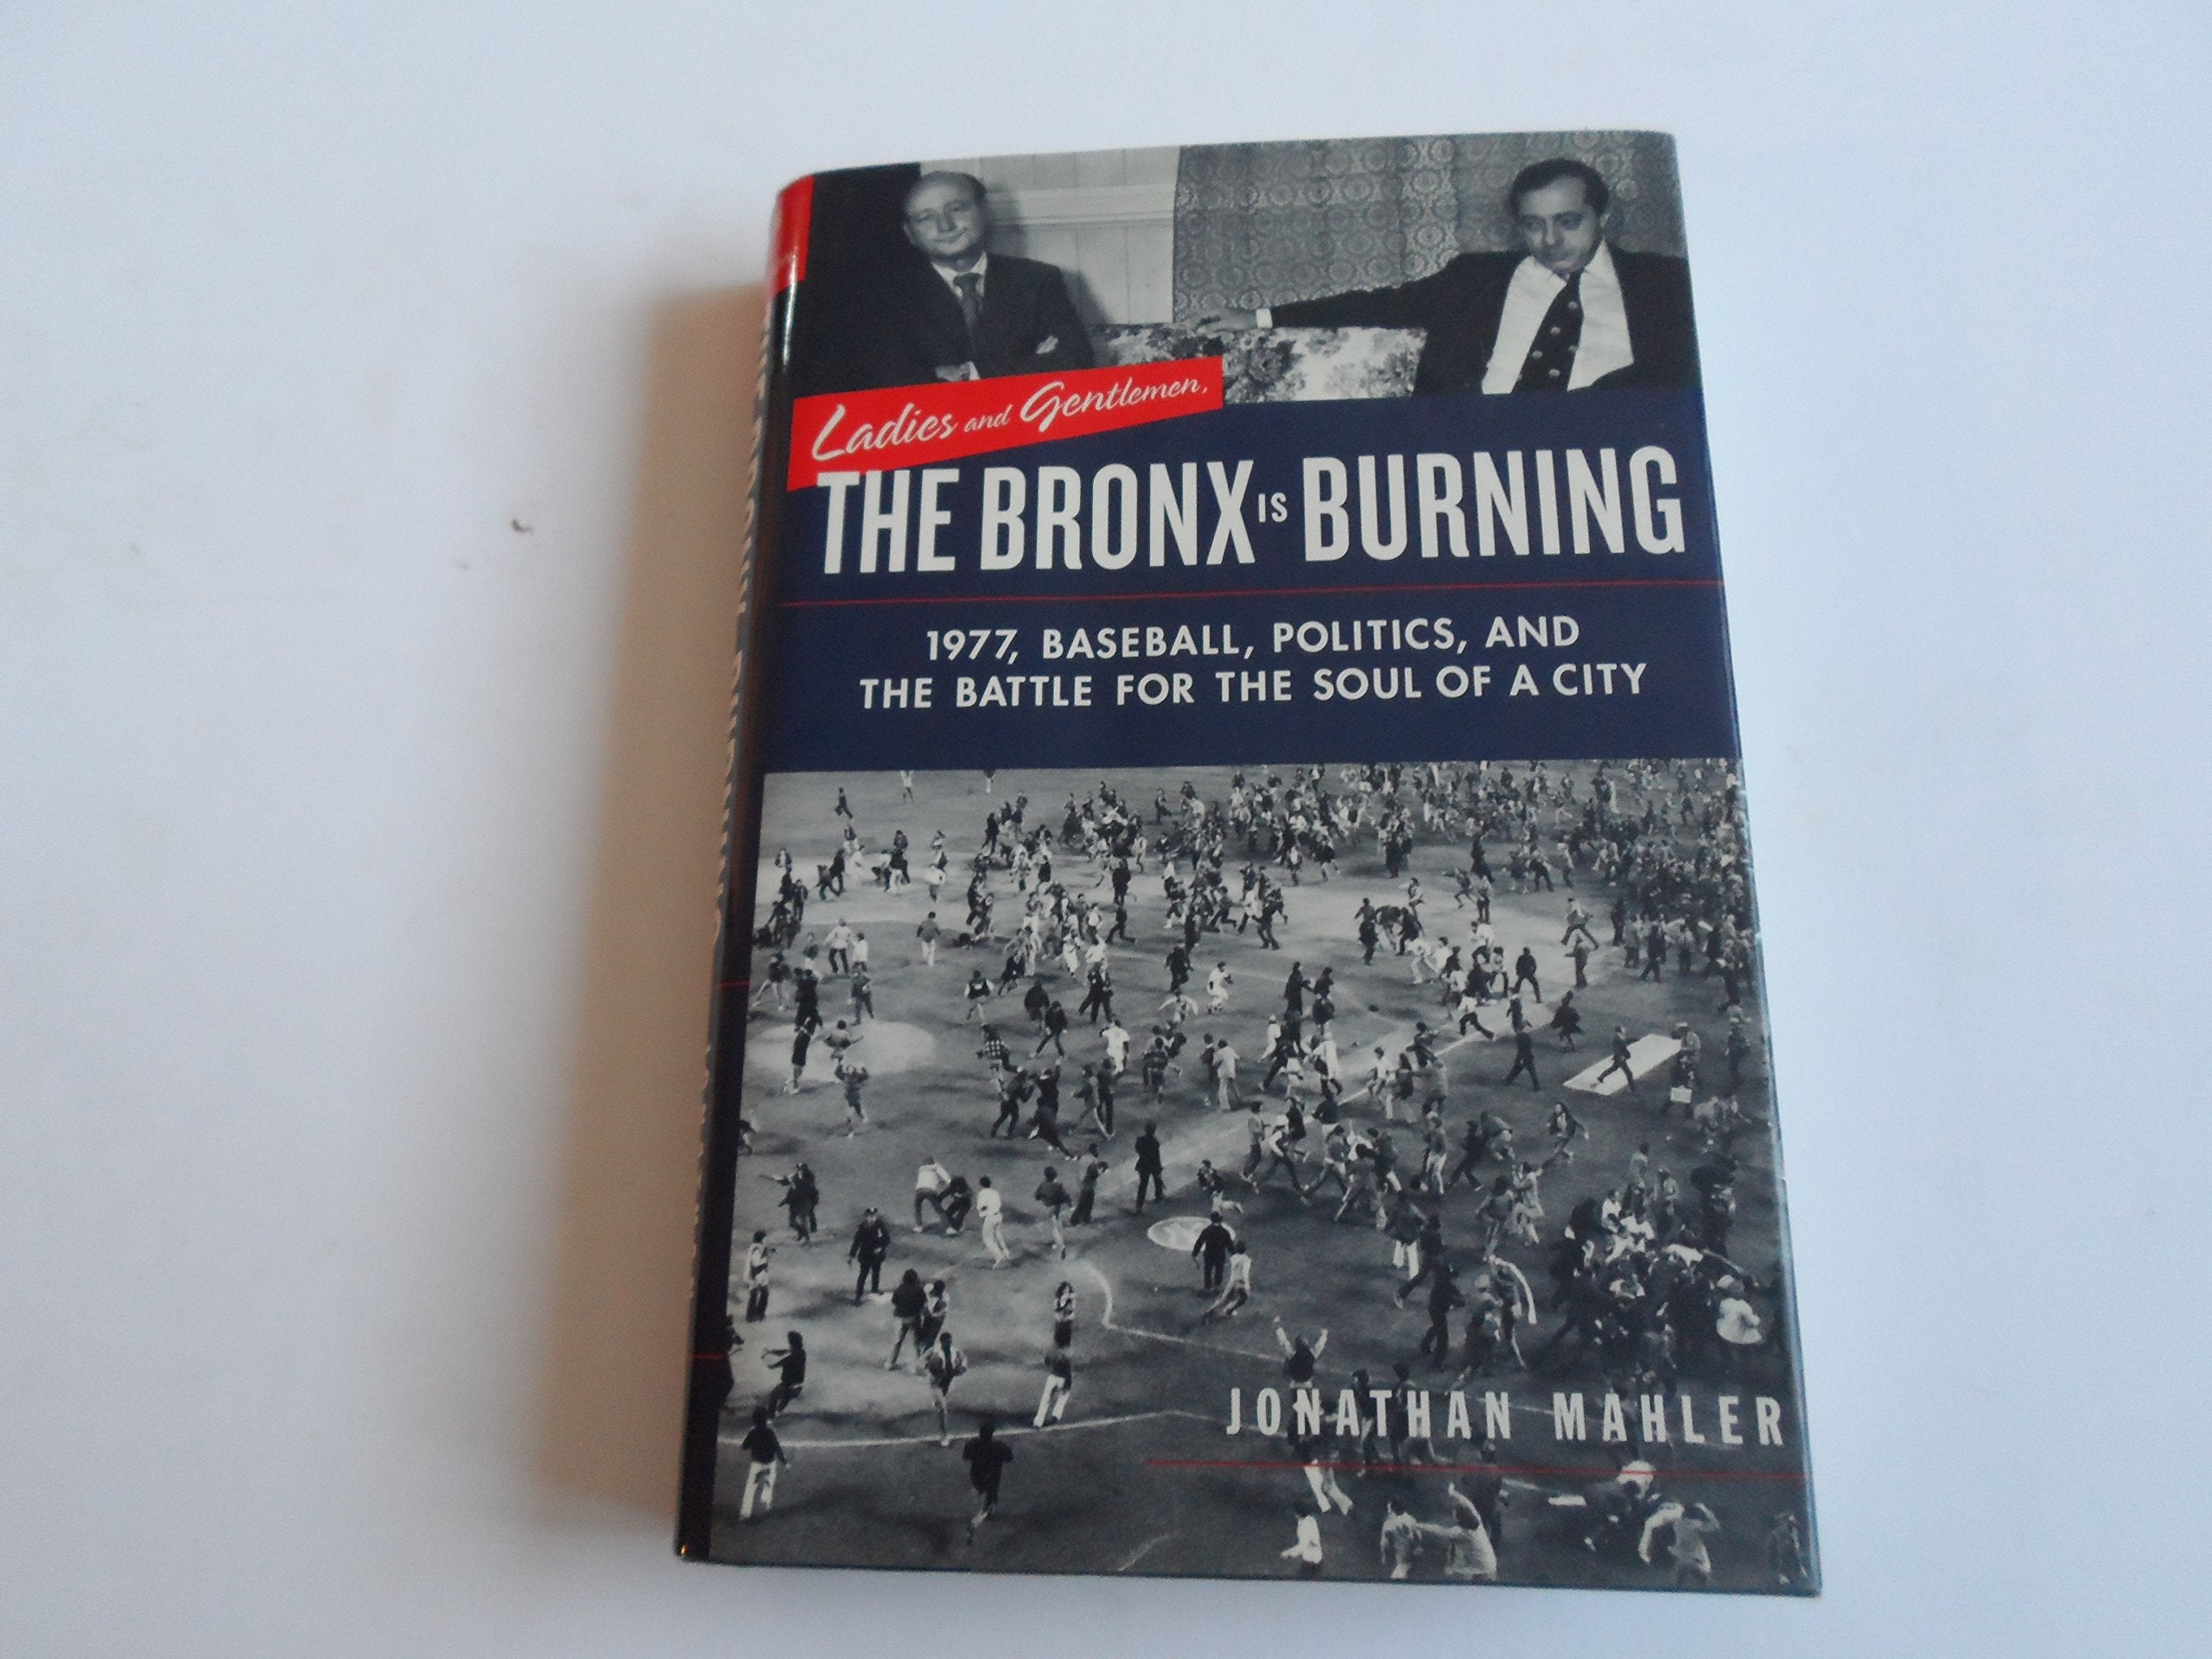 Ladies and Gentlemen,
THE BRONX IS BURNING
1977, BASEBALL, POLITICS, AND
THE BATTLE FOR THE SOUL OF A CITY
JONATHAN MAHLER